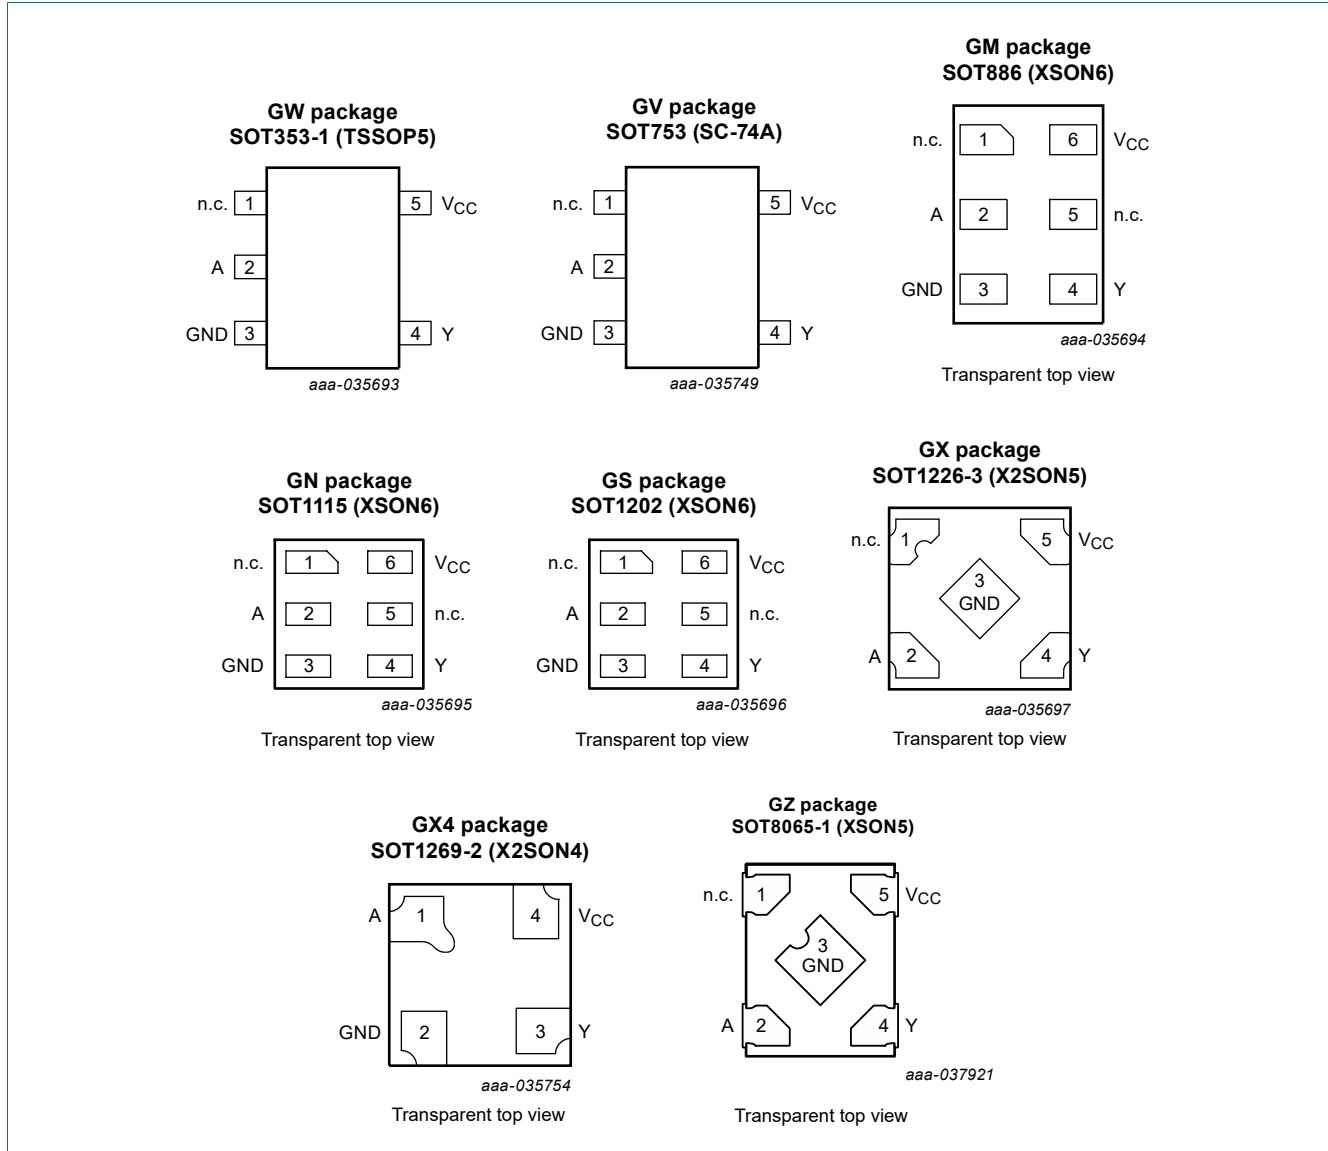 GW package
SOT353-1 (TSSOP5)
n.c. 1 5 VCC
A 2
GND 3 4 Y
aaa-035693
GV package
SOT753 (SC-74A)
n.c. 1 5 VCC
A 2
GND 3 4 Y
aaa-035749
GM package
SOT886 (XSON6)
n.c. 1 6 VCC
A 2 5 n.c.
GND 3 4 Y
aaa-035694
Transparent top view
GN package
SOT1115 (XSON6)
n.c. 1 6 VCC
A 2 5 n.c.
GND 3 4 Y
aaa-035695
Transparent top view
GS package
SOT1202 (XSON6)
n.c. 1 6 VCC
A 2 5 n.c.
GND 3 4 Y
aaa-035696
Transparent top view
GX package
SOT1226-3 (X2SON5)
n.c. 1 5 VCC
3
GND
A 2 4 Y
aaa-035697
Transparent top view
GX4 package
SOT1269-2 (X2SON4)
A 1 4 VCC
GND 2 3 Y
aaa-035754
Transparent top view
GZ package
SOT8065-1 (XSON5)
n.c. 1 5 VCC
3
GND
A 2 4 Y
aaa-037921
Transparent top view